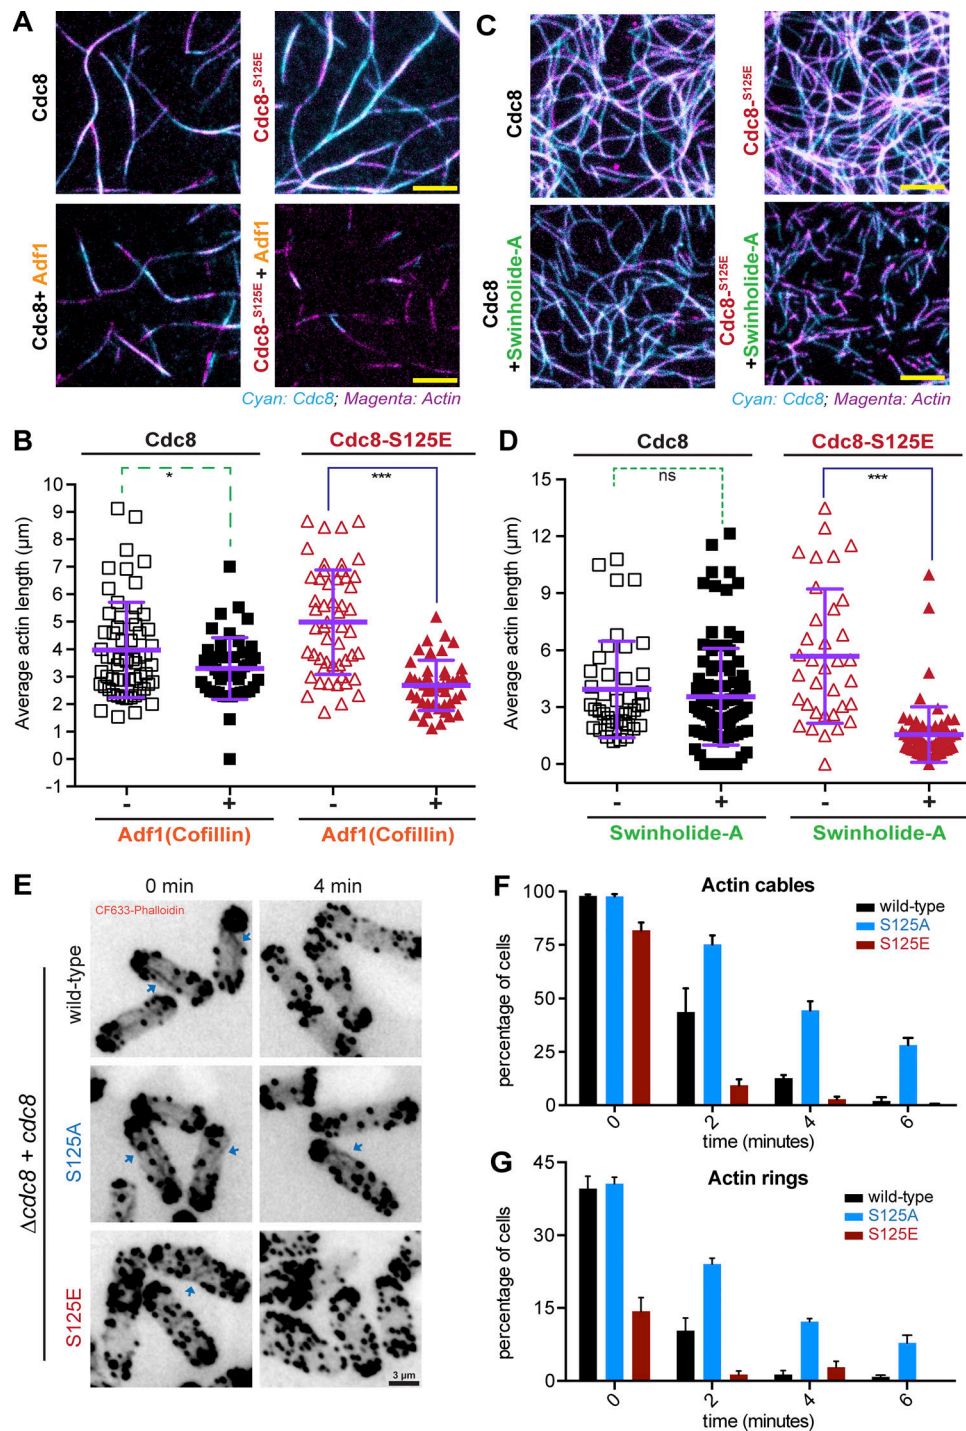 A
Cdc8
Cdc8-S125E
Cdc8+ Adf1
Cdc8-S125E + Adf1
Cyan: Cdc8; Magenta: Actin
C
Cdc8
Cdc8-S125E
Cdc8
+Swinholide-A
Cdc8-S125E
+Swinholide-A
Cyan: Cdc8; Magenta: Actin
B
Cdc8
Cdc8-S125E
*
***
Average actin length (μm)
10
9
8
7
6
5
4
3
2
1
0
-1
-
+
-
+
Adf1(Cofillin)
Adf1(Cofillin)
D
Cdc8
Cdc8-S125E
ns
***
Average actin length (μm)
15
12
9
6
3
0
-
+
-
+
Swinholide-A
Swinholide-A
E
0 min
4 min
CF633-Phalloidin
Δcdc8 + cdc8
wild-type
S125A
S125E
3 μm
F
Actin cables
wild-type
S125A
S125E
percentage of cells
100
75
50
25
0
0
2
4
6
time (minutes)
G
Actin rings
wild-type
S125A
S125E
percentage of cells
45
30
15
0
0
2
4
6
time (minutes)